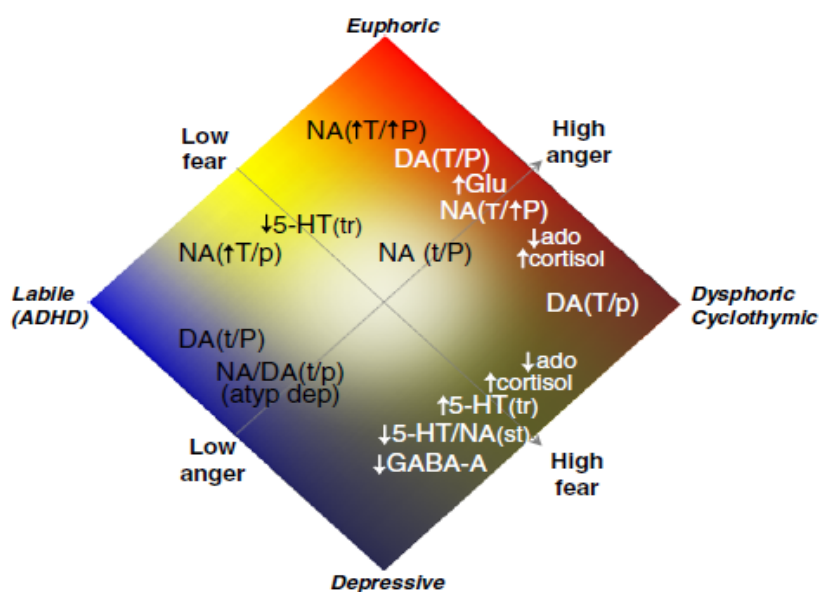 Euphoric
Low
fear
NA(↑T/↑P)
High
anger
DA(T/P)
↑Glu
NA(T/↑P)
↓5-HT(tr)
NA(↑T/p)
NA (t/P)
↓ado
↑cortisol
Labile
(ADHD)
DA(T/p)
Dysphoric
Cyclothymic
DA(t/P)
NA/DA(t/p)
(atyp dep)
↓ado
↑cortisol
↑5-HT(tr)
↓5-HT/NA(st)
↓GABA-A
Low
anger
High
fear
Depressive